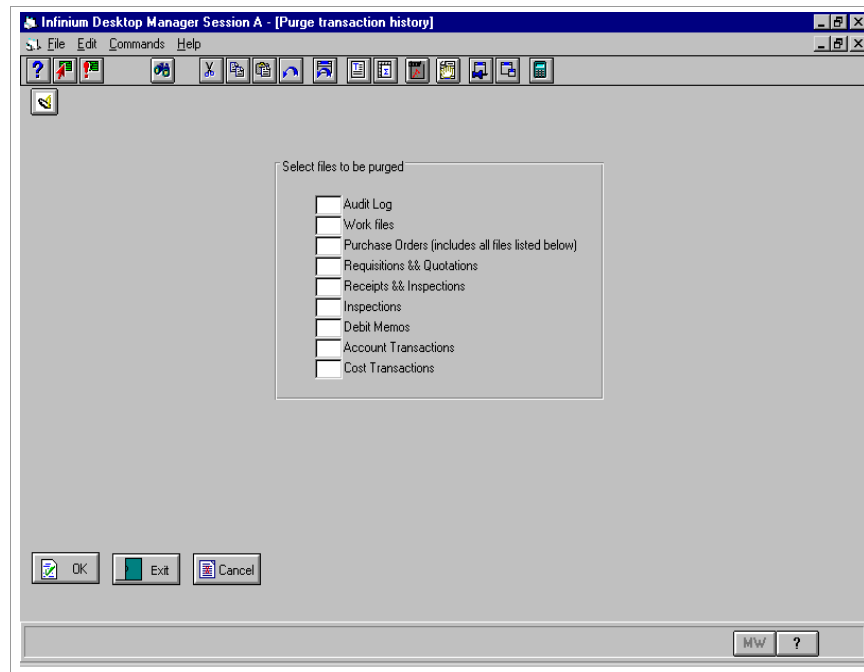 Infinium Desktop Manager Session A - [Purge transaction history]
File Edit Commands Help
Select files to be purged
Audit Log
Work files
Purchase Orders (includes all files listed below)
Requisitions && Quotations
Receipts && Inspections
Inspections
Debit Memos
Account Transactions
Cost Transactions
OK Exit Cancel
MW ?